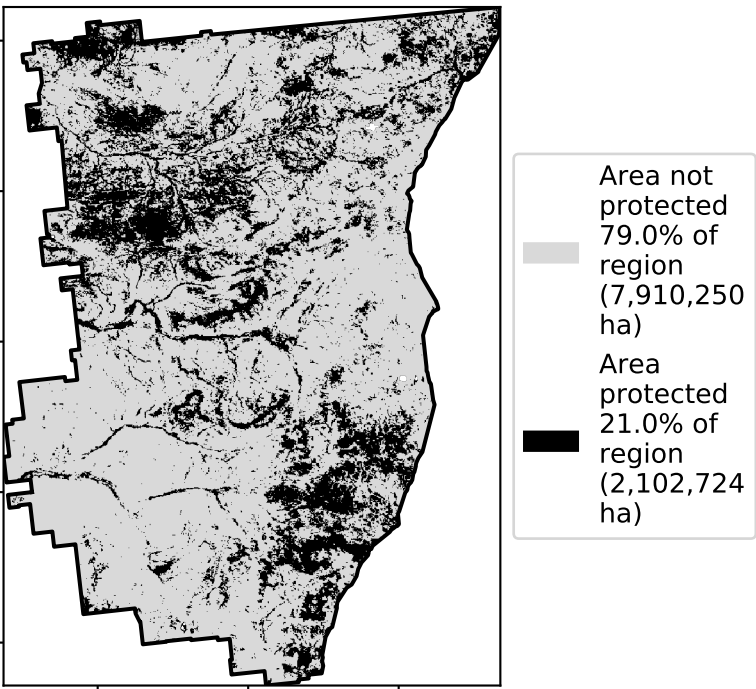 Area not
protected
79.0% of
region
(7,910,250
ha)
Area
protected
21.0% of
region
(2,102,724
ha)